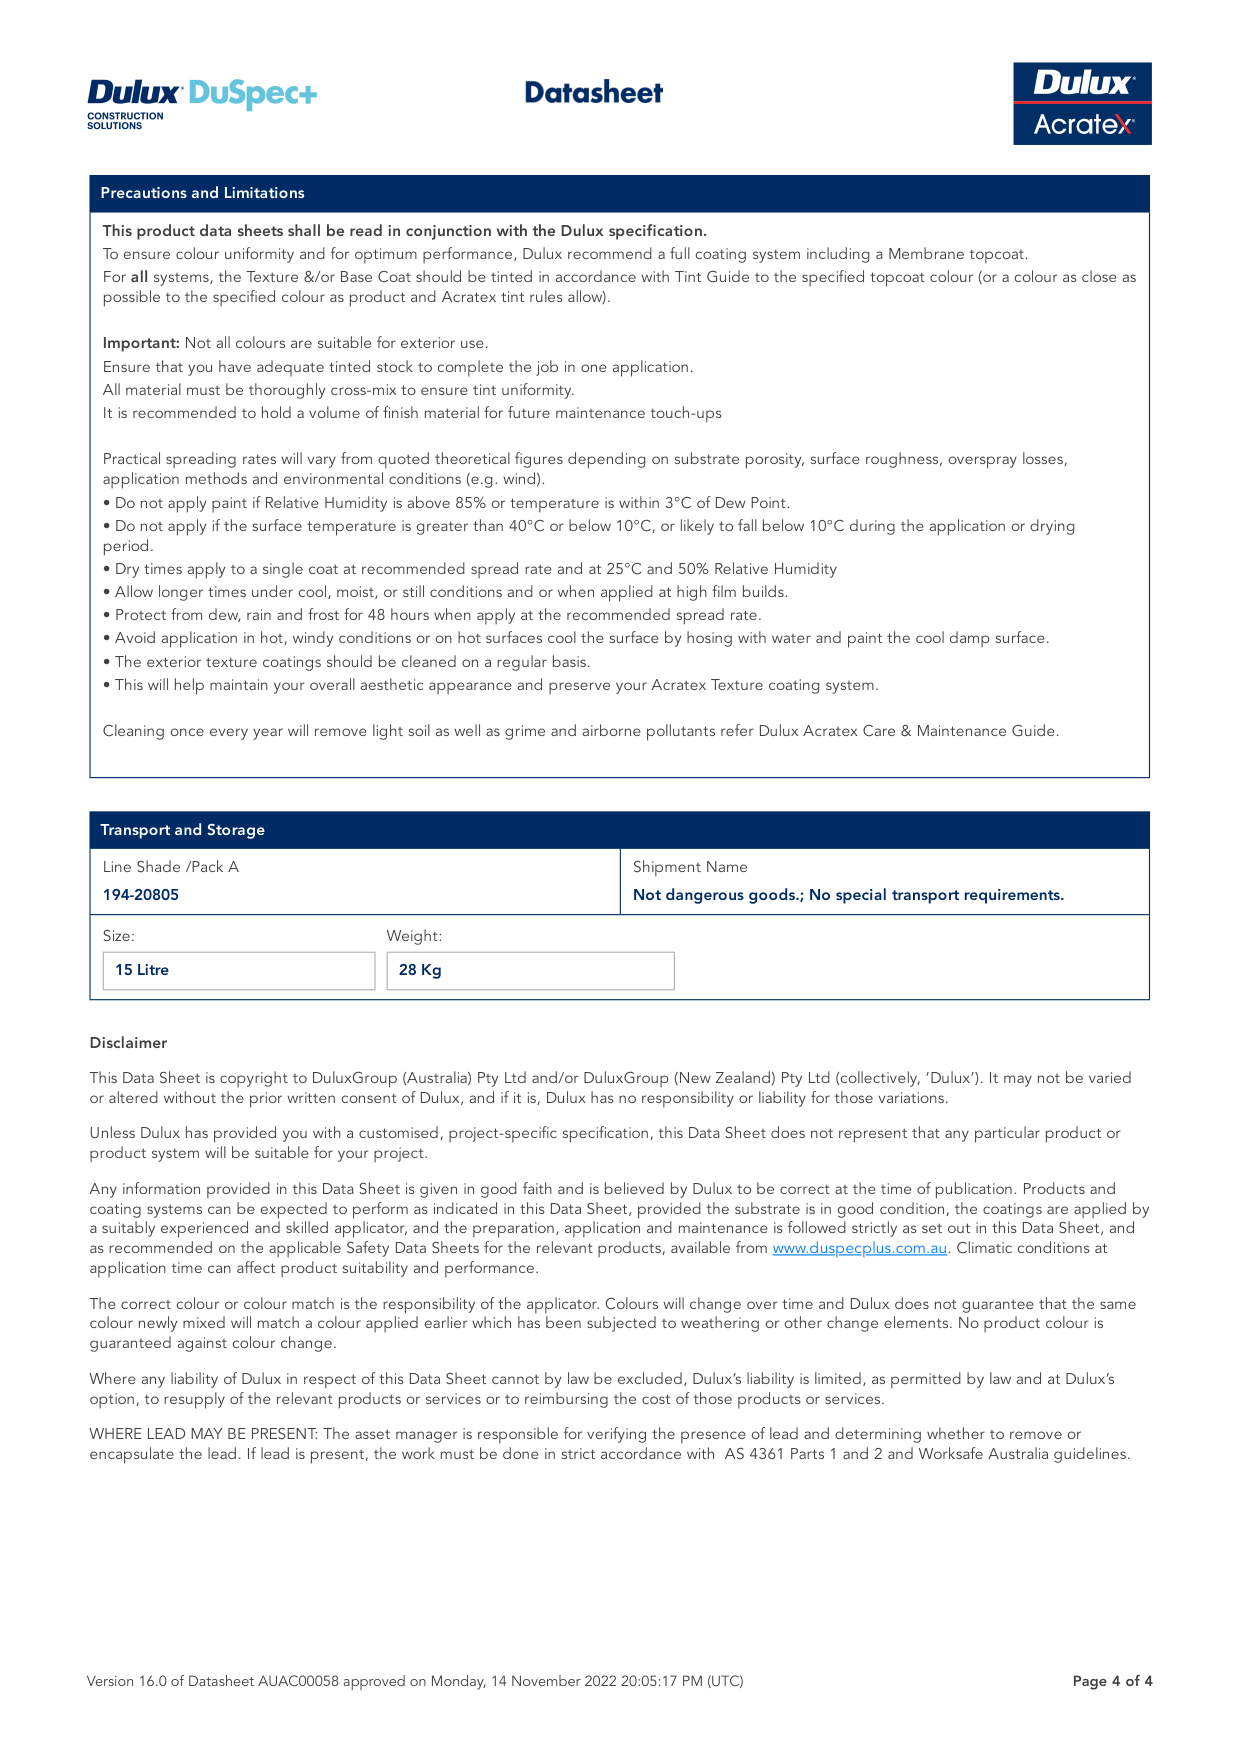 Dulux DuSpec+
CONSTRUCTION
SOLUTIONS
Datasheet
Dulux
Acratex
Precautions and Limitations
This product data sheets shall be read in conjunction with the Dulux specification.
To ensure colour uniformity and for optimum performance, Dulux recommend a full coating system including a Membrane topcoat.
For all systems, the Texture &/or Base Coat should be tinted in accordance with Tint Guide to the specified topcoat colour (or a colour as close as
possible to the specified colour as product and Acratex tint rules allow).
Important: Not all colours are suitable for exterior use.
Ensure that you have adequate tinted stock to complete the job in one application.
All material must be thoroughly cross-mix to ensure tint uniformity.
It is recommended to hold a volume of finish material for future maintenance touch-ups
Practical spreading rates will vary from quoted theoretical figures depending on substrate porosity, surface roughness, overspray losses,
application methods and environmental conditions (e.g. wind).
• Do not apply paint if Relative Humidity is above 85% or temperature is within 3°C of Dew Point.
• Do not apply if the surface temperature is greater than 40°C or below 10°C, or likely to fall below 10°C during the application or drying
period.
• Dry times apply to a single coat at recommended spread rate and at 25°C and 50% Relative Humidity
• Allow longer times under cool, moist, or still conditions and or when applied at high film builds.
• Protect from dew, rain and frost for 48 hours when apply at the recommended spread rate.
• Avoid application in hot, windy conditions or on hot surfaces cool the surface by hosing with water and paint the cool damp surface.
• The exterior texture coatings should be cleaned on a regular basis.
• This will help maintain your overall aesthetic appearance and preserve your Acratex Texture coating system.
Cleaning once every year will remove light soil as well as grime and airborne pollutants refer Dulux Acratex Care & Maintenance Guide.
Transport and Storage
Line Shade /Pack A
194-20805
Shipment Name
Not dangerous goods.; No special transport requirements.
Size:
15 Litre
Weight:
28 Kg
Disclaimer
This Data Sheet is copyright to DuluxGroup (Australia) Pty Ltd and/or DuluxGroup (New Zealand) Pty Ltd (collectively, ‘Dulux’). It may not be varied
or altered without the prior written consent of Dulux, and if it is, Dulux has no responsibility or liability for those variations.
Unless Dulux has provided you with a customised, project-specific specification, this Data Sheet does not represent that any particular product or
product system will be suitable for your project.
Any information provided in this Data Sheet is given in good faith and is believed by Dulux to be correct at the time of publication. Products and
coating systems can be expected to perform as indicated in this Data Sheet, provided the substrate is in good condition, the coatings are applied by
a suitably experienced and skilled applicator, and the preparation, application and maintenance is followed strictly as set out in this Data Sheet, and
as recommended on the applicable Safety Data Sheets for the relevant products, available from www.duspecplus.com.au. Climatic conditions at
application time can affect product suitability and performance.
The correct colour or colour match is the responsibility of the applicator. Colours will change over time and Dulux does not guarantee that the same
colour newly mixed will match a colour applied earlier which has been subjected to weathering or other change elements. No product colour is
guaranteed against colour change.
Where any liability of Dulux in respect of this Data Sheet cannot by law be excluded, Dulux’s liability is limited, as permitted by law and at Dulux’s
option, to resupply of the relevant products or services or to reimbursing the cost of those products or services.
WHERE LEAD MAY BE PRESENT: The asset manager is responsible for verifying the presence of lead and determining whether to remove or
encapsulate the lead. If lead is present, the work must be done in strict accordance with  AS 4361 Parts 1 and 2 and Worksafe Australia guidelines.
Version 16.0 of Datasheet AUAC00058 approved on Monday, 14 November 2022 20:05:17 PM (UTC)
Page 4 of 4